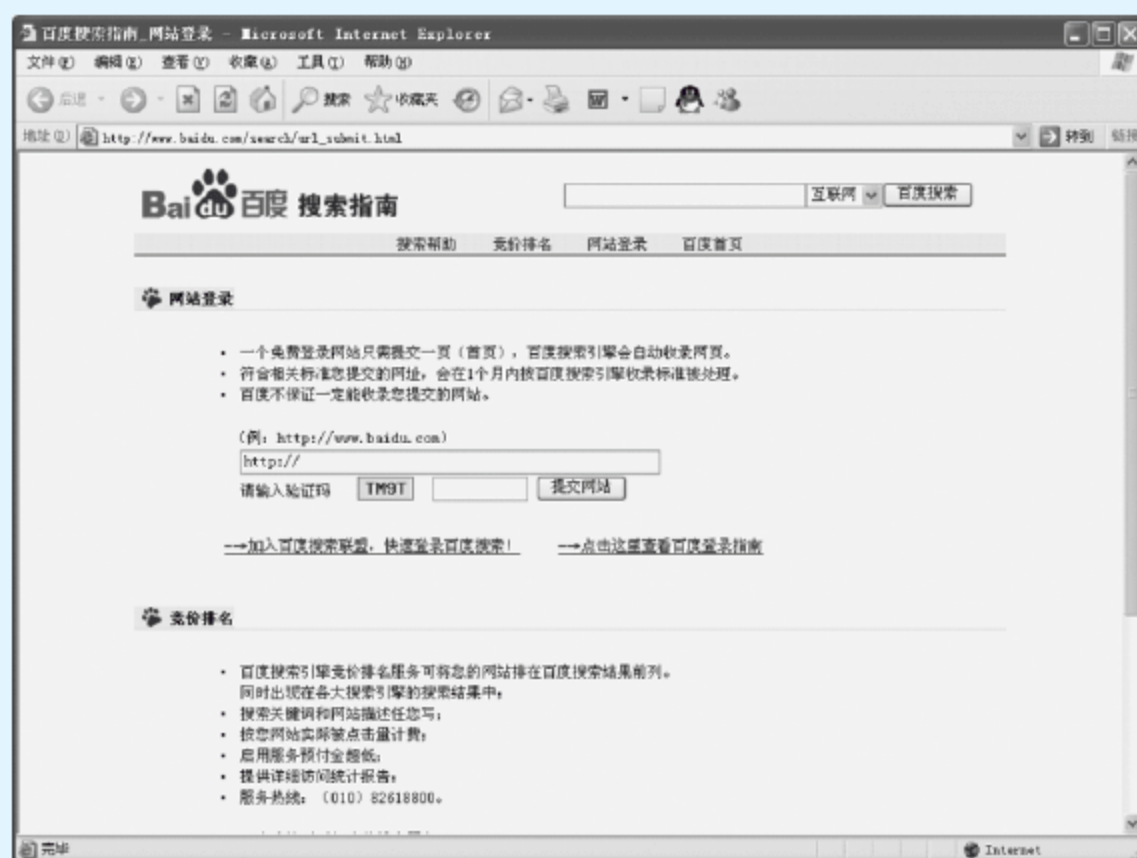 百度搜索指南_网站登录 - Microsoft Internet Explorer
文件(F) 编辑(E) 查看(V) 收藏(A) 工具(T) 帮助(H)
后退 搜索 收藏夹
地址(D) http://www.baidu.com/search/url_submit.html 转到 链接
Bai du 百度 搜索指南 互联网 百度搜索
搜索帮助 竞价排名 网站登录 百度首页
网站登录
· 一个免费登录网站只需提交一页(首页),百度搜索引擎会自动收录网页。
· 符合相关标准您提交的网址,会在1个月内按百度搜索引擎收录标准被处理。
· 百度不保证一定能收录您提交的网站。
(例: http://www.baidu.com)
http://
请输入验证码 TM9T 提交网站
-→加入百度搜索联盟,快速登录百度搜索! -→点击这里查看百度登录指南
竞价排名
· 百度搜索引擎竞价排名服务可将您的网站排在百度搜索结果前列。
同时出现在各大搜索引擎的搜索结果中;
· 搜索关键词和网站描述任您写;
· 按您网站实际被点击量计费;
· 启用服务预付金超低;
· 提供详细访问统计报告;
· 服务热线: (010) 82618800。
完毕 Internet